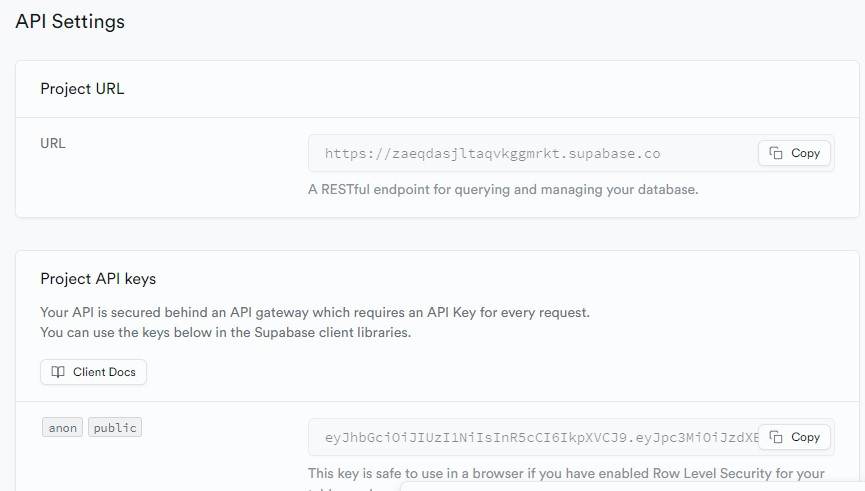 API Settings
Project URL
URL
https://zaeqdasjltaqvkggmrkt.supabase.co
Copy
A RESTful endpoint for querying and managing your database.
Project API keys
Your API is secured behind an API gateway which requires an API Key for every request.
You can use the keys below in the Supabase client libraries.
Client Docs
anon public
eyJhbGciOiJIUzI1NiIsInR5cCI6IkpXVCJ9.eyJpc3MiOiJzdXB
Copy
This key is safe to use in a browser if you have enabled Row Level Security for your